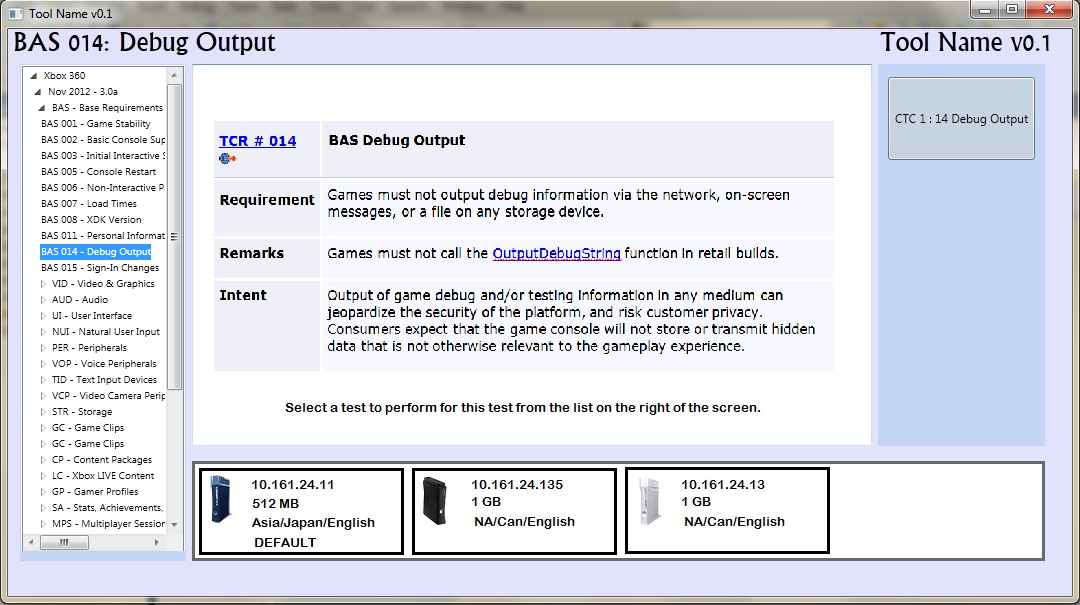 Tool Name v0.1
BAS 014: Debug Output
Tool Name v0.1
Xbox 360
Nov 2012 - 3.0a
BAS - Base Requirements
BAS 001 - Game Stability
BAS 002 - Basic Console Sup
BAS 003 - Initial Interactive S
BAS 005 - Console Restart
BAS 006 - Non-Interactive P
BAS 007 - Load Times
BAS 008 - XDK Version
BAS 011 - Personal Informat
BAS 014 - Debug Output
BAS 015 - Sign-In Changes
VID - Video & Graphics
AUD - Audio
UI - User Interface
NUI - Natural User Input
PER - Peripherals
VOP - Voice Peripherals
TID - Text Input Devices
VCP - Video Camera Perip
STR - Storage
GC - Game Clips
GC - Game Clips
CP - Content Packages
LC - Xbox LIVE Content
GP - Gamer Profiles
SA - Stats, Achievements,
MPS - Multiplayer Session
TCR # 014
BAS Debug Output
Requirement
Games must not output debug information via the network, on-screen
messages, or a file on any storage device.
Remarks
Games must not call the OutputDebugString function in retail builds.
Intent
Output of game debug and/or testing information in any medium can
jeopardize the security of the platform, and risk customer privacy.
Consumers expect that the game console will not store or transmit hidden
data that is not otherwise relevant to the gameplay experience.
Select a test to perform for this test from the list on the right of the screen.
CTC 1 : 14 Debug Output
10.161.24.11
512 MB
Asia/Japan/English
DEFAULT
10.161.24.135
1 GB
NA/Can/English
10.161.24.13
1 GB
NA/Can/English